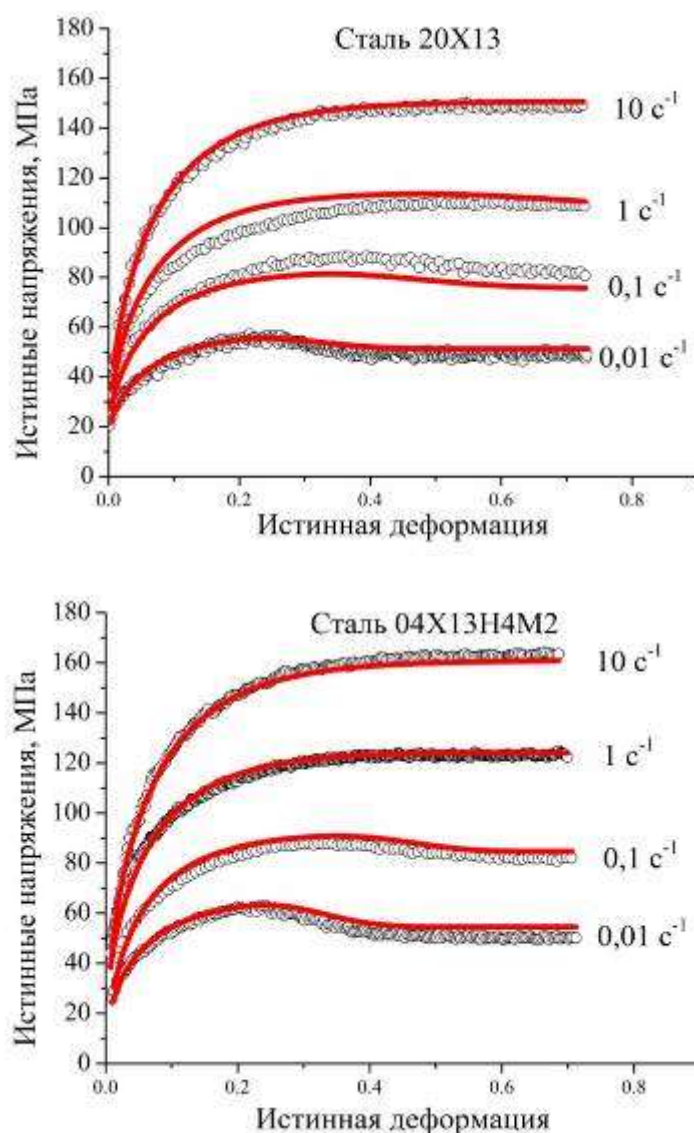 Сталь 20Х13
Истинные напряжения, МПа
180
160
140
120
100
80
60
40
20
0
10 с⁻¹
1 с⁻¹
0,1 с⁻¹
0,01 с⁻¹
0.0 0.2 0.4 0.6 0.8
Истинная деформация
Сталь 04Х13Н4М2
Истинные напряжения, МПа
180
160
140
120
100
80
60
40
20
0
10 с⁻¹
1 с⁻¹
0,1 с⁻¹
0,01 с⁻¹
0.0 0.2 0.4 0.6 0.8
Истинная деформация